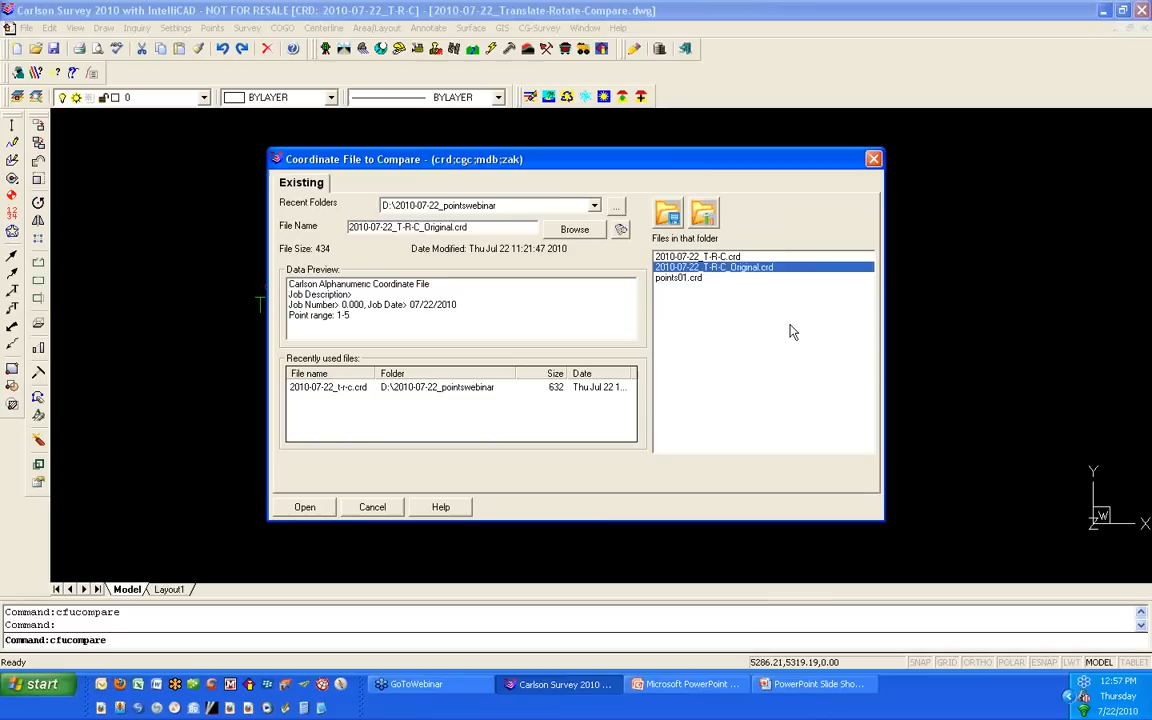 Carlson Survey 2010 with IntelliCAD - NOT FOR RESALE [CRD: 2010-07-22_T-R-C] - [2010-07-22_Translate-Rotate-Compare.dwg]
File Edit View Draw Inquiry Settings Points Survey COGO Centerline Area/Layout Annotate Surface GIS CG-Survey Window Help
0 BYLAYER BYLAYER
Coordinate File to Compare - (crd;cgc;mdb;zak)
Existing
Recent Folders D:\2010-07-22_pointswebinar ...
File Name 2010-07-22_T-R-C_Original.crd Browse
Files in that folder
File Size: 434 Date Modified: Thu Jul 22 11:21:47 2010
2010-07-22_T-R-C.crd
2010-07-22_T-R-C_Original.crd
points01.crd
Data Preview:
Carlson Alphanumeric Coordinate File
Job Description>
Job Number> 0.000, Job Date> 07/22/2010
Point range: 1-5
Recently used files:
File name Folder Size Date
2010-07-22_t-r-c.crd D:\2010-07-22_pointswebinar 632 Thu Jul 22 1...
Open Cancel Help
Y
W
Z X
Model Layout1
Command:cfucompare
Command:
Command:cfucompare
Ready 5286.21,5319.19,0.00 SNAP GRID ORTHO POLAR ESNAP LWT MODEL TABLET
start GoToWebinar Carlson Survey 2010 ... Microsoft PowerPoint ... PowerPoint Slide Sho... 12:57 PM
Thursday
7/22/2010